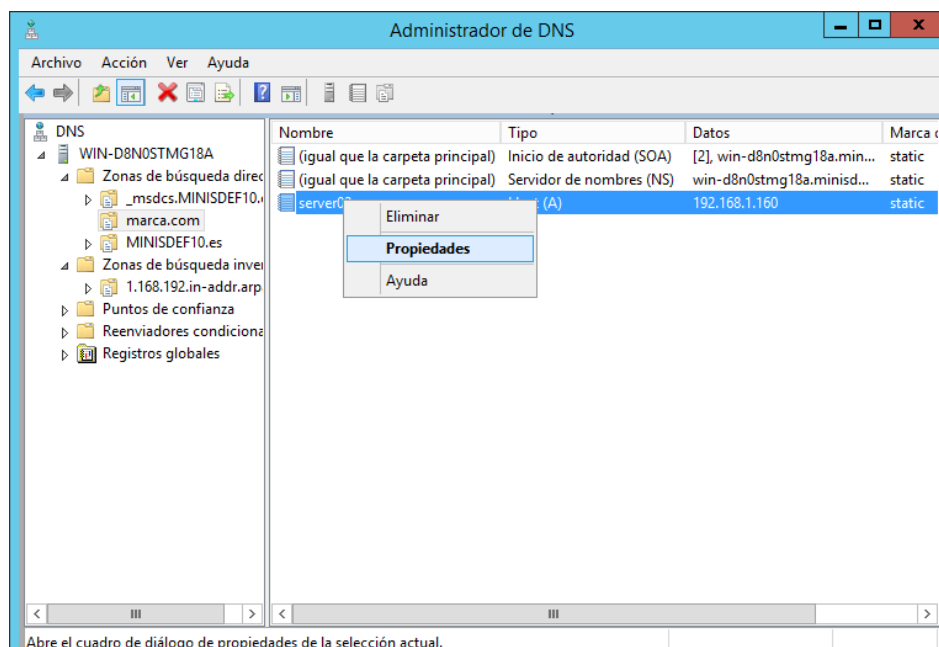 Administrador de DNS
Archivo Acción Ver Ayuda
DNS
WIN-D8N0STMG18A
Zonas de búsqueda direc
_msdcs.MINISDEF10.
marca.com
MINISDEF10.es
Zonas de búsqueda inver
1.168.192.in-addr.arp
Puntos de confianza
Reenviadores condiciona
Registros globales
Nombre Tipo Datos Marca
(igual que la carpeta principal) Inicio de autoridad (SOA) [2], win-d8n0stmg18a.min... static
(igual que la carpeta principal) Servidor de nombres (NS) win-d8n0stmg18a.minisd... static
(A) 192.168.1.160 static
Eliminar
Propiedades
Ayuda
Abre el cuadro de diálogo de propiedades de la selección actual.